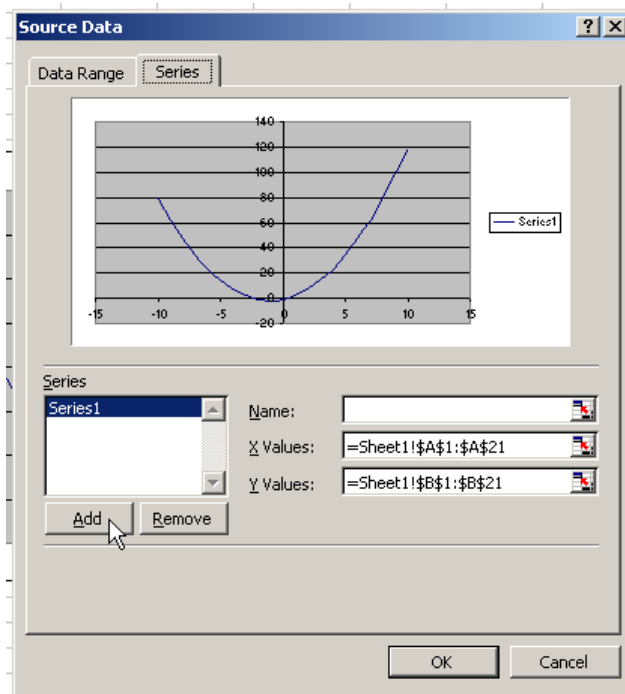 Source Data
Data Range
Series
140
120
100
80
60
40
20
0
-20
-15
-10
-5
0
5
10
15
Series1
Series
Series1
Name:
X Values: =Sheet1!$A$1:$A$21
Y Values: =Sheet1!$B$1:$B$21
Add Remove
OK Cancel